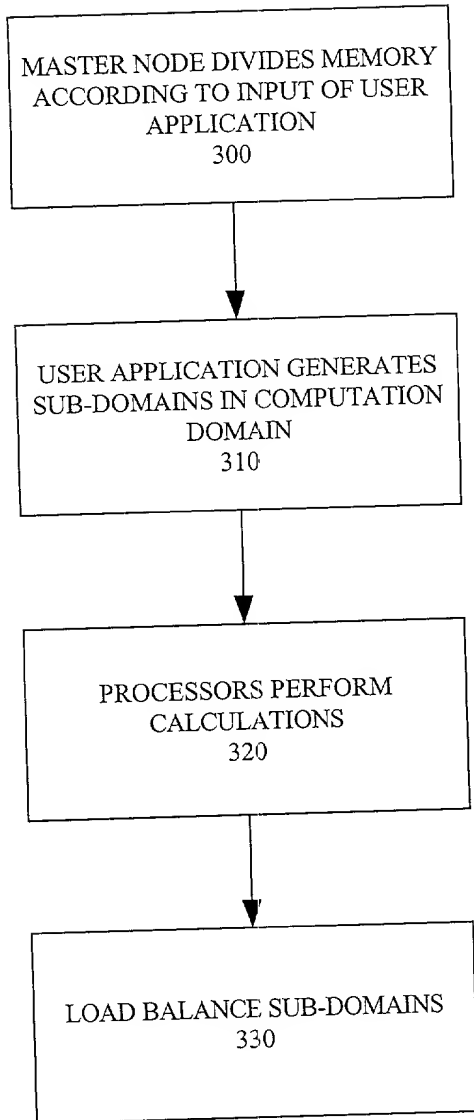 MASTER NODE DIVIDES MEMORY
ACCORDING TO INPUT OF USER
APPLICATION
300
USER APPLICATION GENERATES
SUB-DOMAINS IN COMPUTATION
DOMAIN
310
PROCESSORS PERFORM
CALCULATIONS
320
LOAD BALANCE SUB-DOMAINS
330